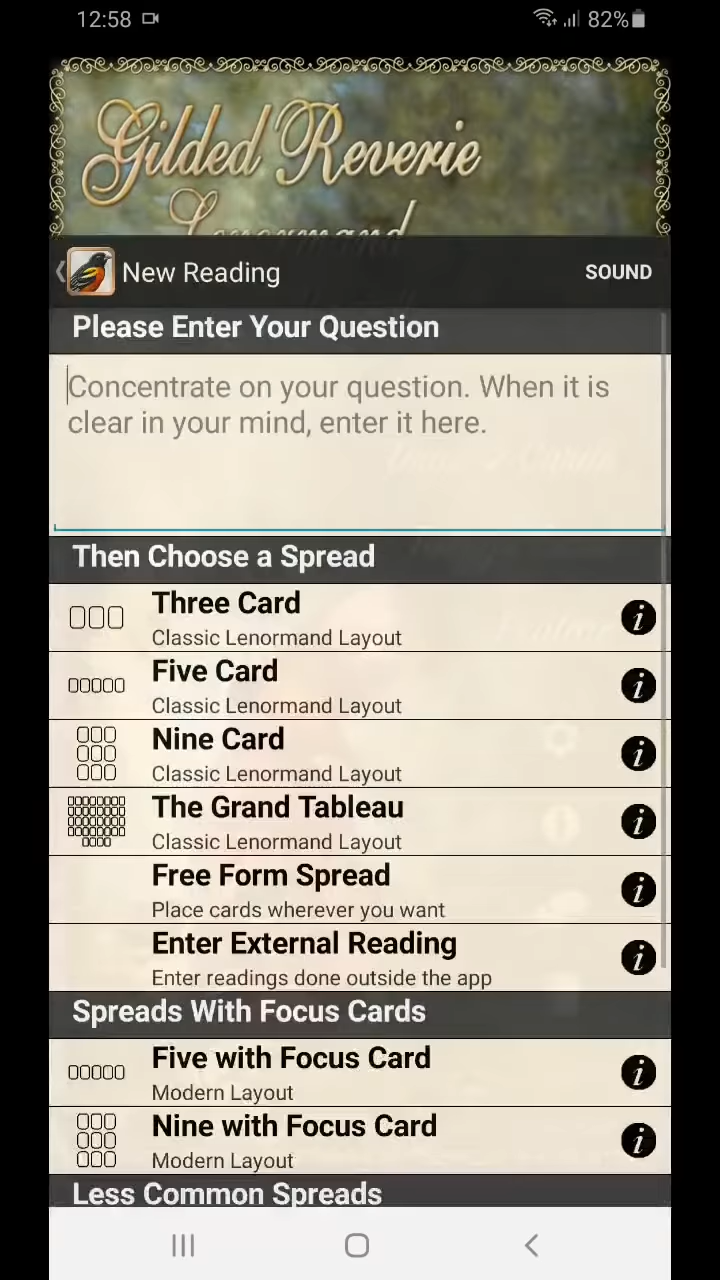 12:58
82%
Gilded Reverie
Lenormand
New Reading
SOUND
Please Enter Your Question
Concentrate on your question. When it is
clear in your mind, enter it here.
Then Choose a Spread
Three Card
Classic Lenormand Layout
Five Card
Classic Lenormand Layout
Nine Card
Classic Lenormand Layout
The Grand Tableau
Classic Lenormand Layout
Free Form Spread
Place cards wherever you want
Enter External Reading
Enter readings done outside the app
Spreads With Focus Cards
Five with Focus Card
Modern Layout
Nine with Focus Card
Modern Layout
Less Common Spreads